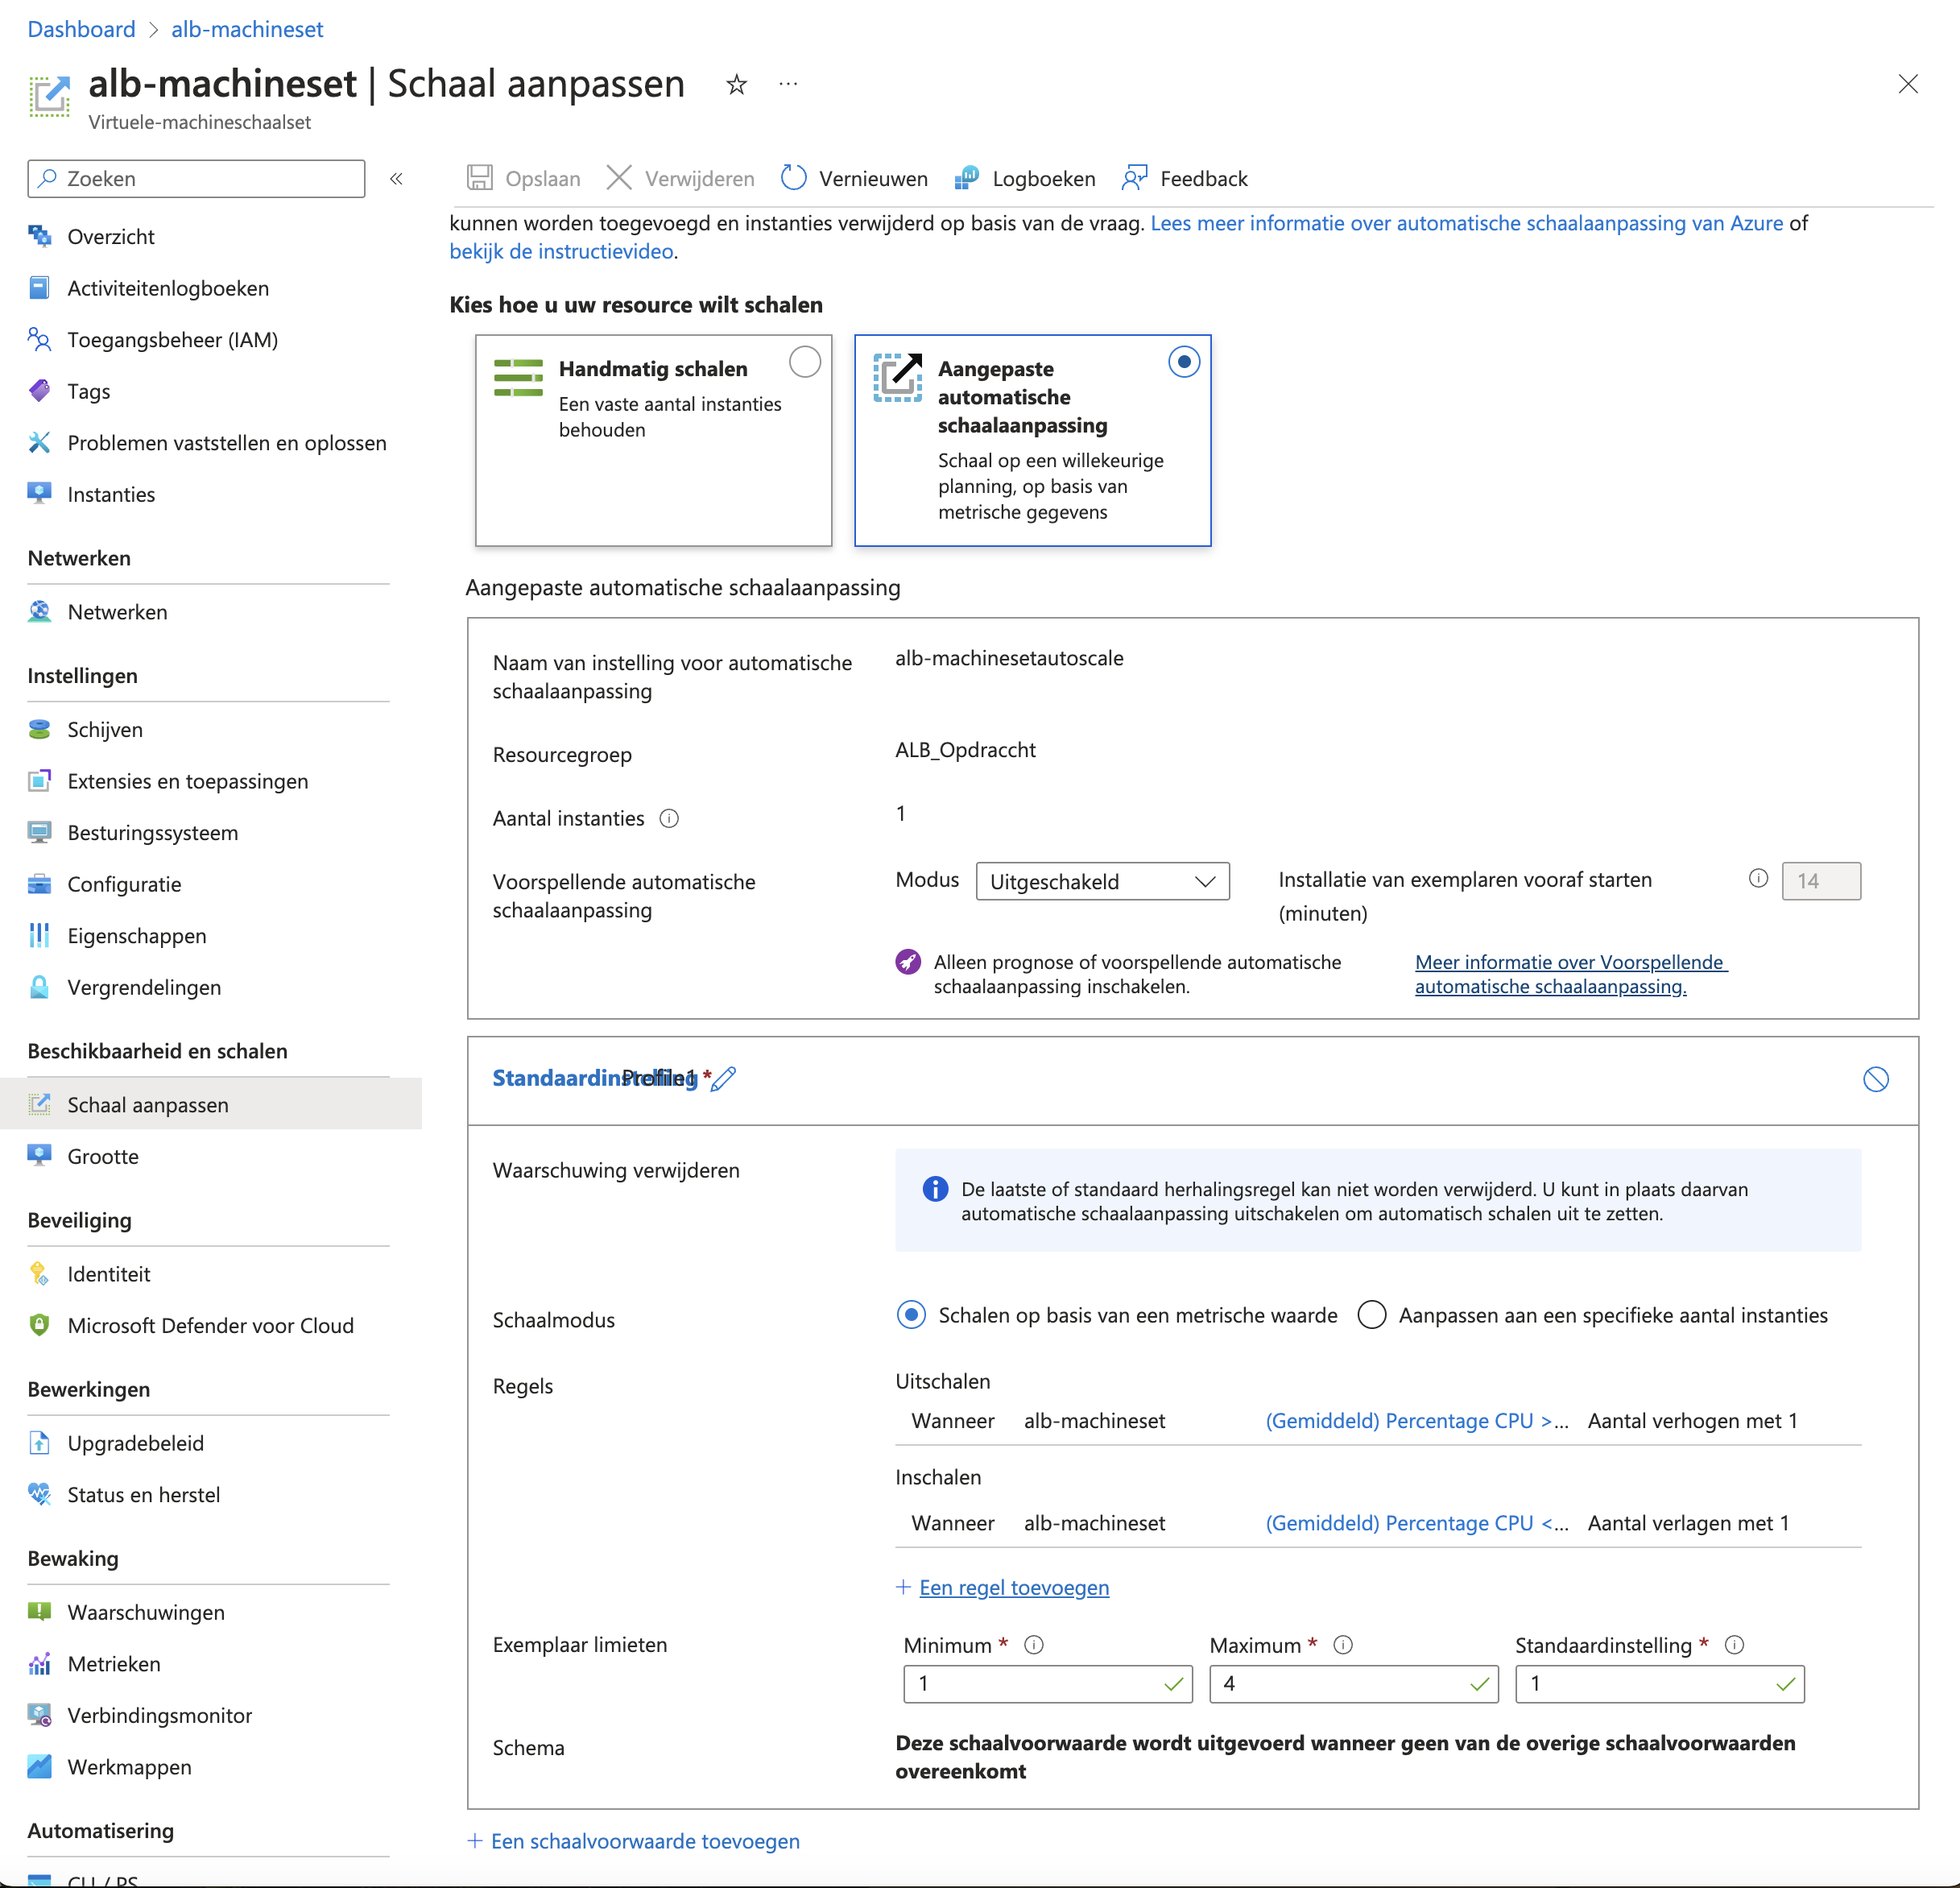 Dashboard > alb-machineset
alb-machineset | Schaal aanpassen ...
Virtuele-machineschaalset
Zoeken
«
Opslaan Verwijderen Vernieuwen Logboeken Feedback
Overzicht
Activiteitenlogboeken
Toegangsbeheer (IAM)
Tags
Problemen vaststellen en oplossen
Instanties
Netwerken
Netwerken
Instellingen
Schijven
Extensies en toepassingen
Besturingssysteem
Configuratie
Eigenschappen
Vergrendelingen
Beschikbaarheid en schalen
Schaal aanpassen
Grootte
Beveiliging
Identiteit
Microsoft Defender voor Cloud
Bewerkingen
Upgradebeleid
Status en herstel
Bewaking
Waarschuwingen
Metrieken
Verbindingsmonitor
Werkmappen
Automatisering
CLI / PS
kunnen worden toegevoegd en instanties verwijderd op basis van de vraag. Lees meer informatie over automatische schaalaanpassing van Azure of
bekijk de instructievideo.
Kies hoe u uw resource wilt schalen
Handmatig schalen
Een vaste aantal instanties
behouden
Aangepaste
automatische
schaalaanpassing
Schaal op een willekeurige
planning, op basis van
metrische gegevens
Aangepaste automatische schaalaanpassing
Naam van instelling voor automatische
schaalaanpassing
alb-machinesetautoscale
Resourcegroep
ALB_Opdraccht
Aantal instanties
1
Voorspellende automatische
schaalaanpassing
Modus Uitgeschakeld
Installatie van exemplaren vooraf starten
(minuten)
14
Alleen prognose of voorspellende automatische
schaalaanpassing inschakelen.
Meer informatie over Voorspellende
automatische schaalaanpassing.
Standaardinstelling Profile1 *
Waarschuwing verwijderen
De laatste of standaard herhalingsregel kan niet worden verwijderd. U kunt in plaats daarvan
automatische schaalaanpassing uitschakelen om automatisch schalen uit te zetten.
Schaalmodus
Schalen op basis van een metrische waarde Aanpassen aan een specifieke aantal instanties
Regels
Uitschalen
Wanneer alb-machineset (Gemiddeld) Percentage CPU >... Aantal verhogen met 1
Inschalen
Wanneer alb-machineset (Gemiddeld) Percentage CPU <... Aantal verlagen met 1
+ Een regel toevoegen
Exemplaar limieten
Minimum * Maximum * Standaardinstelling *
1 4 1
Schema
Deze schaalvoorwaarde wordt uitgevoerd wanneer geen van de overige schaalvoorwaarden
overeenkomt
+ Een schaalvoorwaarde toevoegen